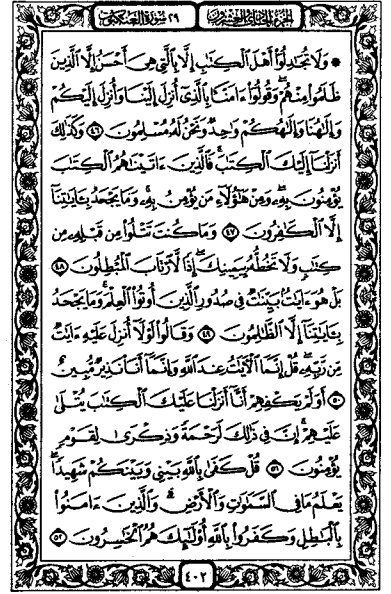 الجزء الحادي والعشرون ٢٩ سورة العنكبوت
۞ وَلَا تُجَٰدِلُوٓا۟ أَهْلَ ٱلْكِتَٰبِ إِلَّا بِٱلَّتِى هِىَ أَحْسَنُ إِلَّا ٱلَّذِينَ
ظَلَمُوا۟ مِنْهُمْ ۖ وَقُولُوٓا۟ ءَامَنَّا بِٱلَّذِىٓ أُنزِلَ إِلَيْنَا وَأُنزِلَ إِلَيْكُمْ
وَإِلَٰهُنَا وَإِلَٰهُكُمْ وَٰحِدٌ وَنَحْنُ لَهُۥ مُسْلِمُونَ ٤٦ وَكَذَٰلِكَ
أَنزَلْنَآ إِلَيْكَ ٱلْكِتَٰبَ ۚ فَٱلَّذِينَ ءَاتَيْنَٰهُمُ ٱلْكِتَٰبَ
يُؤْمِنُونَ بِهِۦ ۖ وَمِنْ هَٰٓؤُلَآءِ مَن يُؤْمِنُ بِهِۦ ۚ وَمَا يَجْحَدُ بِـَٔايَٰتِنَآ
إِلَّا ٱلْكَٰفِرُونَ ٤٧ وَمَا كُنتَ تَتْلُوا۟ مِن قَبْلِهِۦ مِن
كِتَٰبٍ وَلَا تَخُطُّهُۥ بِيَمِينِكَ ۖ إِذًا لَّٱرْتَابَ ٱلْمُبْطِلُونَ ٤٨
بَلْ هُوَ ءَايَٰتٌۢ بَيِّنَٰتٌ فِى صُدُورِ ٱلَّذِينَ أُوتُوا۟ ٱلْعِلْمَ ۚ وَمَا يَجْحَدُ
بِـَٔايَٰتِنَآ إِلَّا ٱلظَّٰلِمُونَ ٤٩ وَقَالُوا۟ لَوْلَآ أُنزِلَ عَلَيْهِ ءَايَٰتٌ
مِّن رَّبِّهِۦ ۖ قُلْ إِنَّمَا ٱلْـَٔايَٰتُ عِندَ ٱللَّهِ وَإِنَّمَآ أَنَا۠ نَذِيرٌ مُّبِينٌ
٥٠ أَوَلَمْ يَكْفِهِمْ أَنَّآ أَنزَلْنَا عَلَيْكَ ٱلْكِتَٰبَ يُتْلَىٰ
عَلَيْهِمْ ۚ إِنَّ فِى ذَٰلِكَ لَرَحْمَةً وَذِكْرَىٰ لِقَوْمٍ
يُؤْمِنُونَ ٥١ قُلْ كَفَىٰ بِٱللَّهِ بَيْنِى وَبَيْنَكُمْ شَهِيدًا ۖ
يَعْلَمُ مَا فِى ٱلسَّمَٰوَٰتِ وَٱلْأَرْضِ ۗ وَٱلَّذِينَ ءَامَنُوا۟
بِٱلْبَٰطِلِ وَكَفَرُوا۟ بِٱللَّهِ أُو۟لَٰٓئِكَ هُمُ ٱلْخَٰسِرُونَ ٥٢
٤٠٢